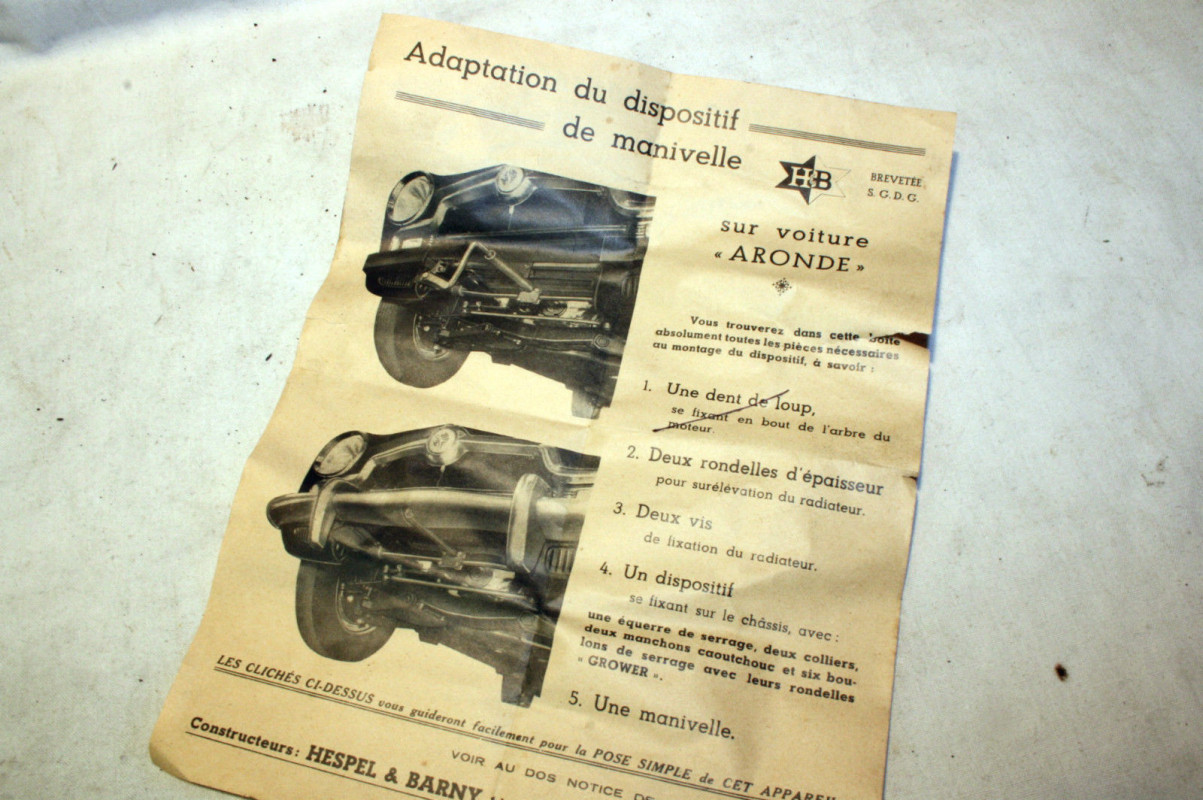 Adaptation du dispositif
de manivelle
HB
BREVETÉE
S. G. D. G.
sur voiture
« ARONDE »
Vous trouverez dans cette boîte
absolument toutes les pièces nécessaires
au montage du dispositif, à savoir :
1. Une dent de loup,
se fixant en bout de l'arbre du
moteur.
2. Deux rondelles d'épaisseur
pour surélévation du radiateur.
3. Deux vis
de fixation du radiateur.
4. Un dispositif
se fixant sur le châssis, avec :
une équerre de serrage, deux colliers,
deux manchons caoutchouc et six bou-
lons de serrage avec leurs rondelles
« GROWER ».
5. Une manivelle.
LES CLICHÉS CI-DESSUS vous guideront facilement pour la POSE SIMPLE de CET APPAREIL
VOIR AU DOS NOTICE DE
Constructeurs : HESPEL & BARNY